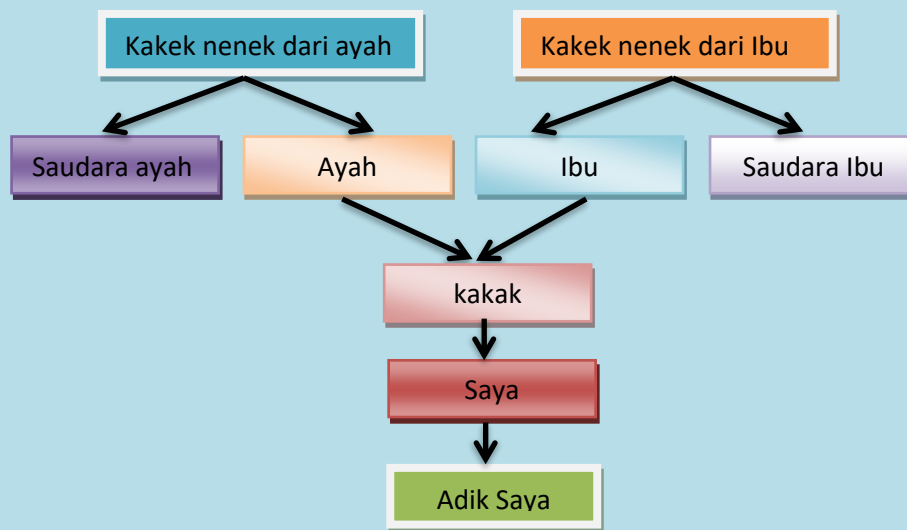 Kakek nenek dari ayah
Kakek nenek dari Ibu
Saudara ayah
Ayah
Ibu
Saudara Ibu
kakak
Saya
Adik Saya